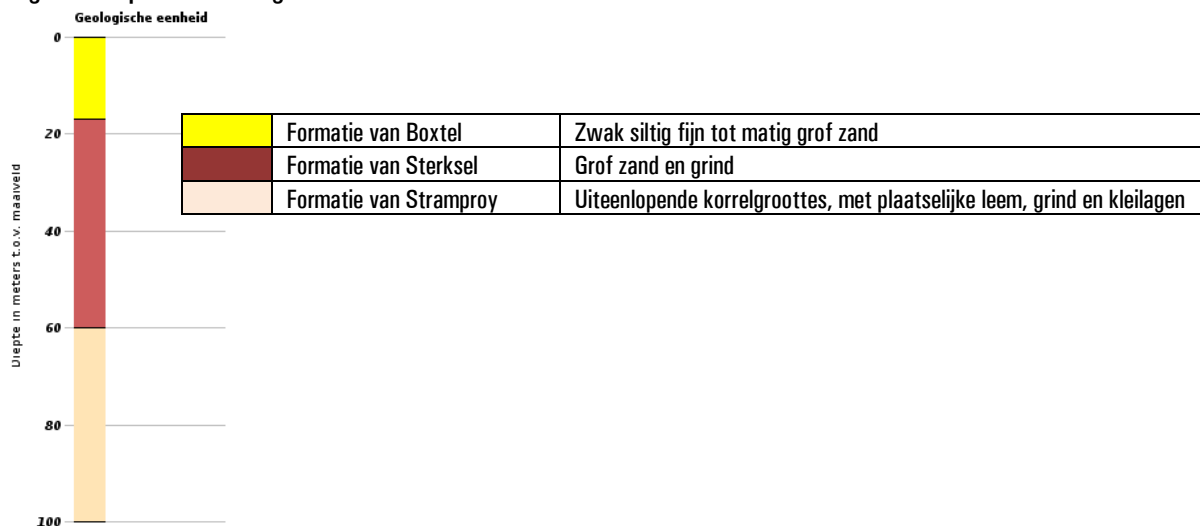 Geologische eenheid
0
20
40
60
80
100
Diepte in meters t.o.v. maaiveld
Formatie van Boxtel Zwak siltig fijn tot matig grof zand
Formatie van Sterksel Grof zand en grind
Formatie van Stramproy Uiteenlopende korrelgroottes, met plaatselijke leem, grind en kleilagen